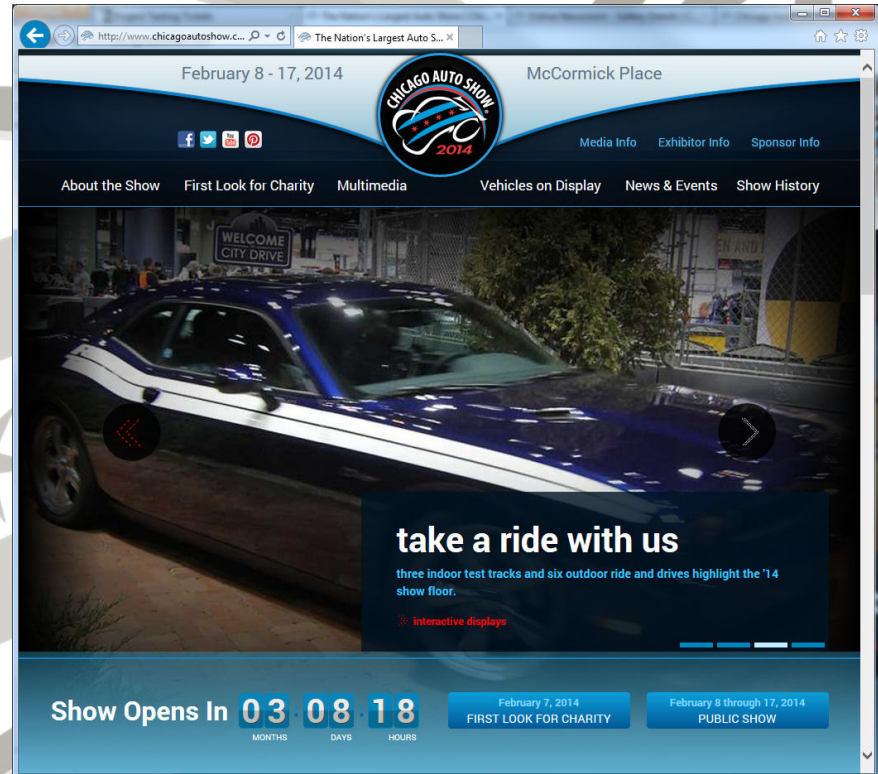 http://www.chicagoautoshow.c...
The Nation's Largest Auto S...
February 8 - 17, 2014
CHICAGO AUTO SHOW
2014
McCormick Place
Media Info Exhibitor Info Sponsor Info
About the Show First Look for Charity Multimedia Vehicles on Display News & Events Show History
WELCOME
CITY DRIVE
take a ride with us
three indoor test tracks and six outdoor ride and drives highlight the '14
show floor.
interactive displays
Show Opens In 03 08 18
MONTHS DAYS HOURS
February 7, 2014
FIRST LOOK FOR CHARITY
February 8 through 17, 2014
PUBLIC SHOW